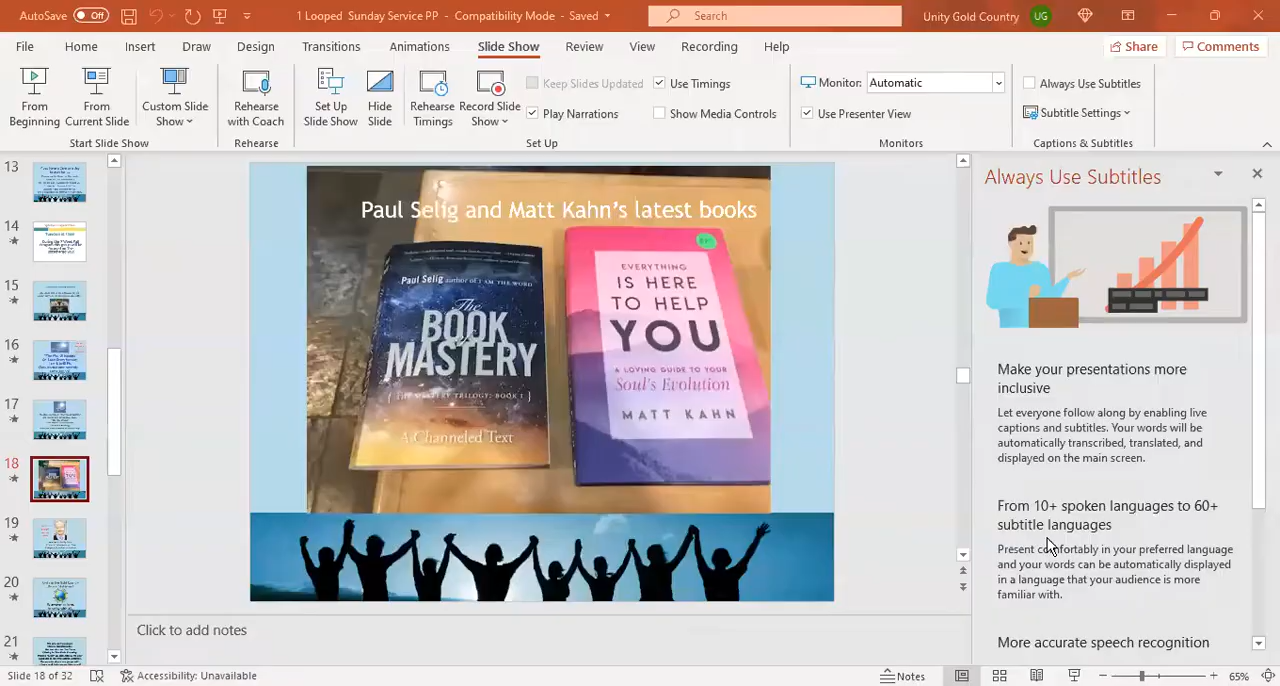 AutoSave Off 1 Looped Sunday Service PP - Compatibility Mode - Saved Search Unity Gold Country UG
File Home Insert Draw Design Transitions Animations Slide Show Review View Recording Help Share Comments
From Beginning
From Current Slide
Custom Slide Show
Rehearse with Coach
Set Up Slide Show
Hide Slide
Rehearse Timings
Record Slide Show
Keep Slides Updated
Use Timings
Play Narrations
Show Media Controls
Monitor: Automatic
Use Presenter View
Always Use Subtitles
Subtitle Settings
Start Slide Show Rehearse Set Up Monitors Captions & Subtitles
13
14
15
16
17
18
19
20
21
Paul Selig and Matt Kahn's latest books
Paul Selig author of I AM THE WORD
The
BOOK
MASTERY
[ THE MASTERY TRILOGY: BOOK 1 ]
A Channeled Text
EVERYTHING
IS HERE
TO HELP
YOU
A LOVING GUIDE TO YOUR
Soul's Evolution
MATT KAHN
Click to add notes
Always Use Subtitles
Make your presentations more
inclusive
Let everyone follow along by enabling live
captions and subtitles. Your words will be
automatically transcribed, translated, and
displayed on the main screen.
From 10+ spoken languages to 60+
subtitle languages
Present comfortably in your preferred language
and your words can be automatically displayed
in a language that your audience is more
familiar with.
More accurate speech recognition
Slide 18 of 32 Accessibility: Unavailable Notes 65%